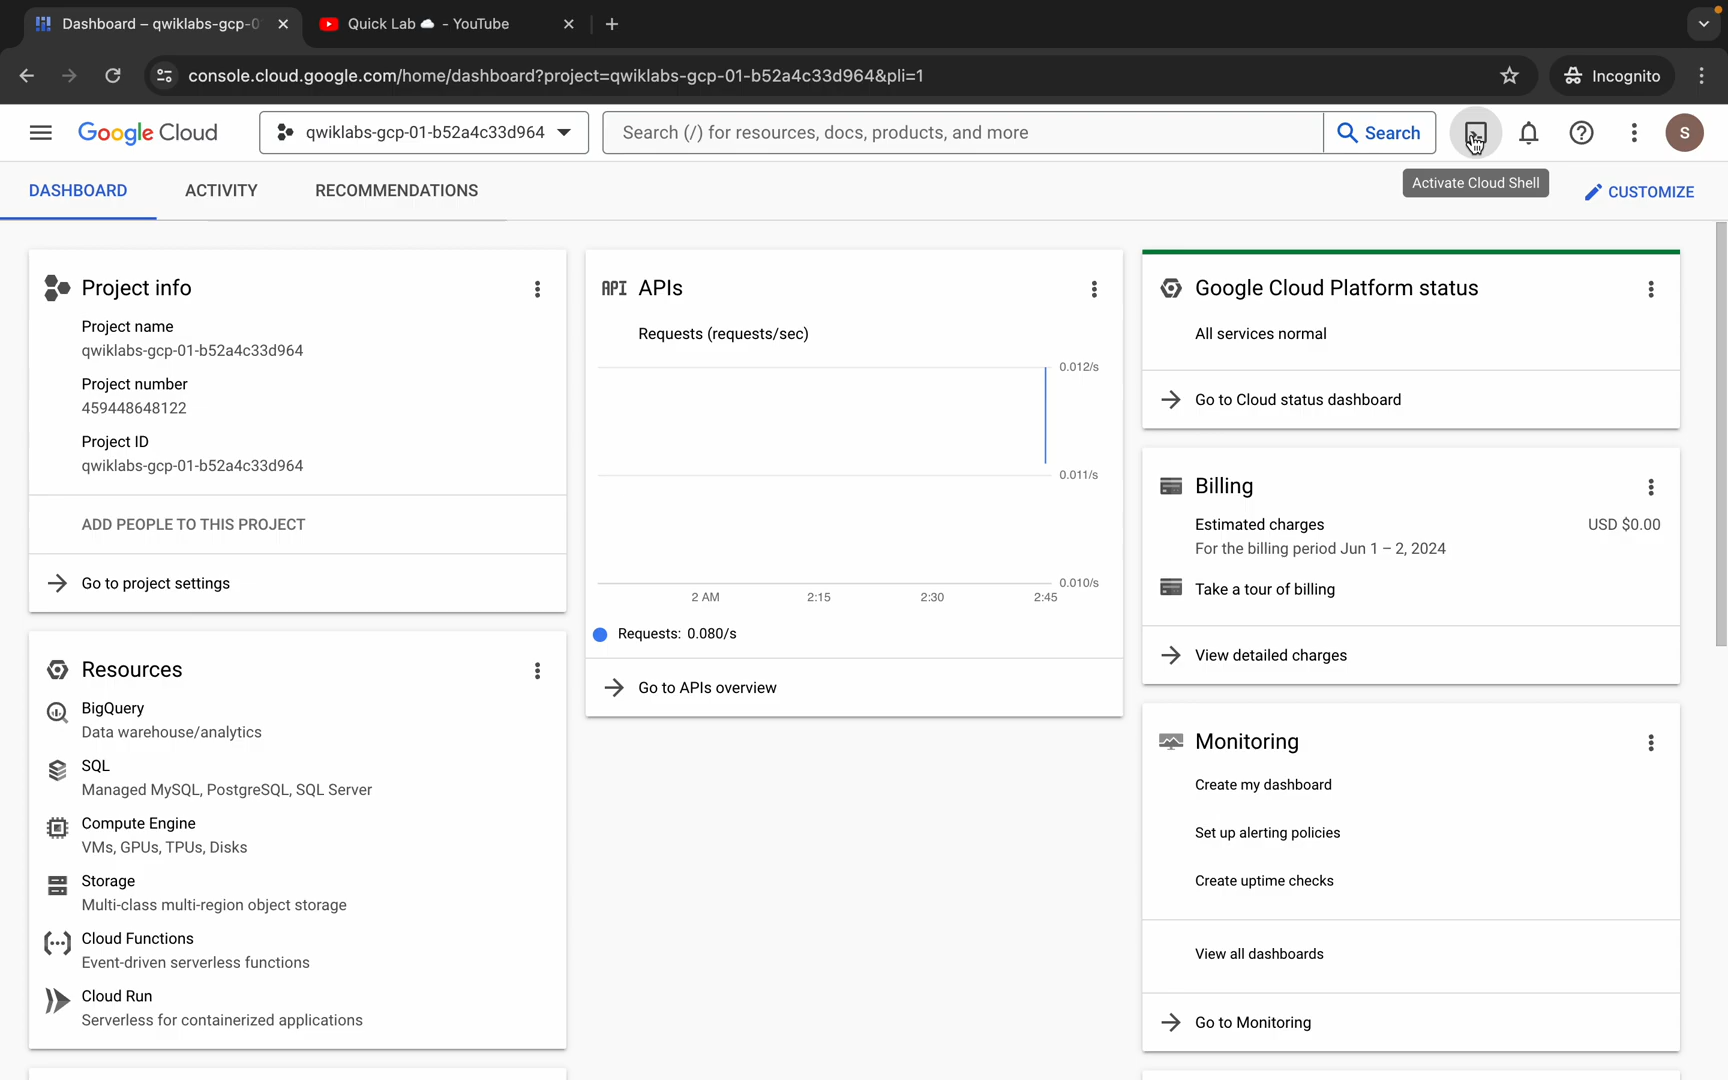 Dashboard – qwiklabs-gcp-0
Quick Lab - YouTube
console.cloud.google.com/home/dashboard?project=qwiklabs-gcp-01-b52a4c33d964&pli=1
Incognito
Google Cloud
qwiklabs-gcp-01-b52a4c33d964
Search (/) for resources, docs, products, and more
Search
S
DASHBOARD
ACTIVITY
RECOMMENDATIONS
Activate Cloud Shell
CUSTOMIZE
Project info
Project name
qwiklabs-gcp-01-b52a4c33d964
Project number
459448648122
Project ID
qwiklabs-gcp-01-b52a4c33d964
ADD PEOPLE TO THIS PROJECT
Go to project settings
Resources
BigQuery
Data warehouse/analytics
SQL
Managed MySQL, PostgreSQL, SQL Server
Compute Engine
VMs, GPUs, TPUs, Disks
Storage
Multi-class multi-region object storage
Cloud Functions
Event-driven serverless functions
Cloud Run
Serverless for containerized applications
API APIs
Requests (requests/sec)
0.012/s
0.011/s
0.010/s
2 AM 2:15 2:30 2:45
Requests: 0.080/s
Go to APIs overview
Google Cloud Platform status
All services normal
Go to Cloud status dashboard
Billing
Estimated charges USD $0.00
For the billing period Jun 1 – 2, 2024
Take a tour of billing
View detailed charges
Monitoring
Create my dashboard
Set up alerting policies
Create uptime checks
View all dashboards
Go to Monitoring